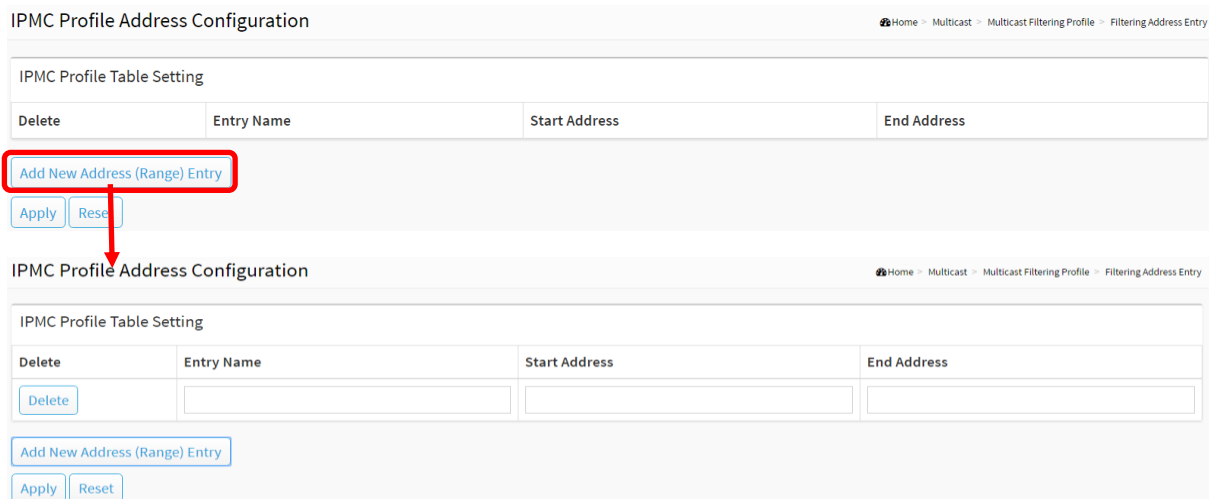 IPMC Profile Address Configuration
Home > Multicast > Multicast Filtering Profile > Filtering Address Entry
IPMC Profile Table Setting
Delete Entry Name Start Address End Address
Add New Address (Range) Entry
Apply Reset
IPMC Profile Address Configuration
Home > Multicast > Multicast Filtering Profile > Filtering Address Entry
IPMC Profile Table Setting
Delete Entry Name Start Address End Address
Delete
Add New Address (Range) Entry
Apply Reset